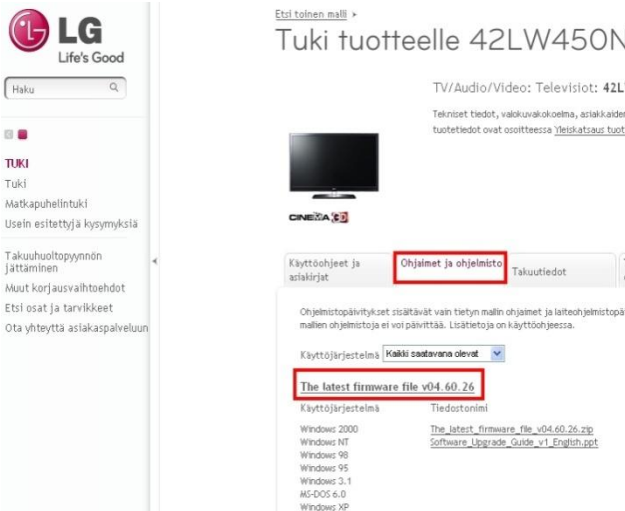 LG
Life's Good
Haku
TUKI
Tuki
Matkapuhelintuki
Usein esitettyjä kysymyksiä
Takuuhuoltopyynnön
jättäminen
Muut korjausvaihtoehdot
Etsi osat ja tarvikkeet
Ota yhteyttä asiakaspalveluun
Etsi toinen malli
Tuki tuotteelle 42LW450N
TV/Audio/Video: Televisiot:
Tekniset tiedot, valokuvakokoelma,
tuotetiedot ovat osoitteessa Yleiskatsaus
CINEMA 3D
Käyttöohjeet ja
asiakirjat
Ohjaimet ja ohjelmisto
Takuutiedot
Ohjelmistopäivitykset sisältävät vain tietyn mallin ohjaimet ja
mallien ohjelmistoja ei voi päivittää. Lisätietoja on käyttöohjeessa.
Käyttöjärjestelmä Kaikki saatavana olevat
The latest firmware file v04.60.26
Käyttöjärjestelmä Tiedostonimi
Windows 2000 The_latest_firmware_file_v04.60.26.zip
Windows NT Software_Upgrade_Guide_v1_English.ppt
Windows 98
Windows 95
Windows 3.1
MS-DOS 6.0
Windows XP